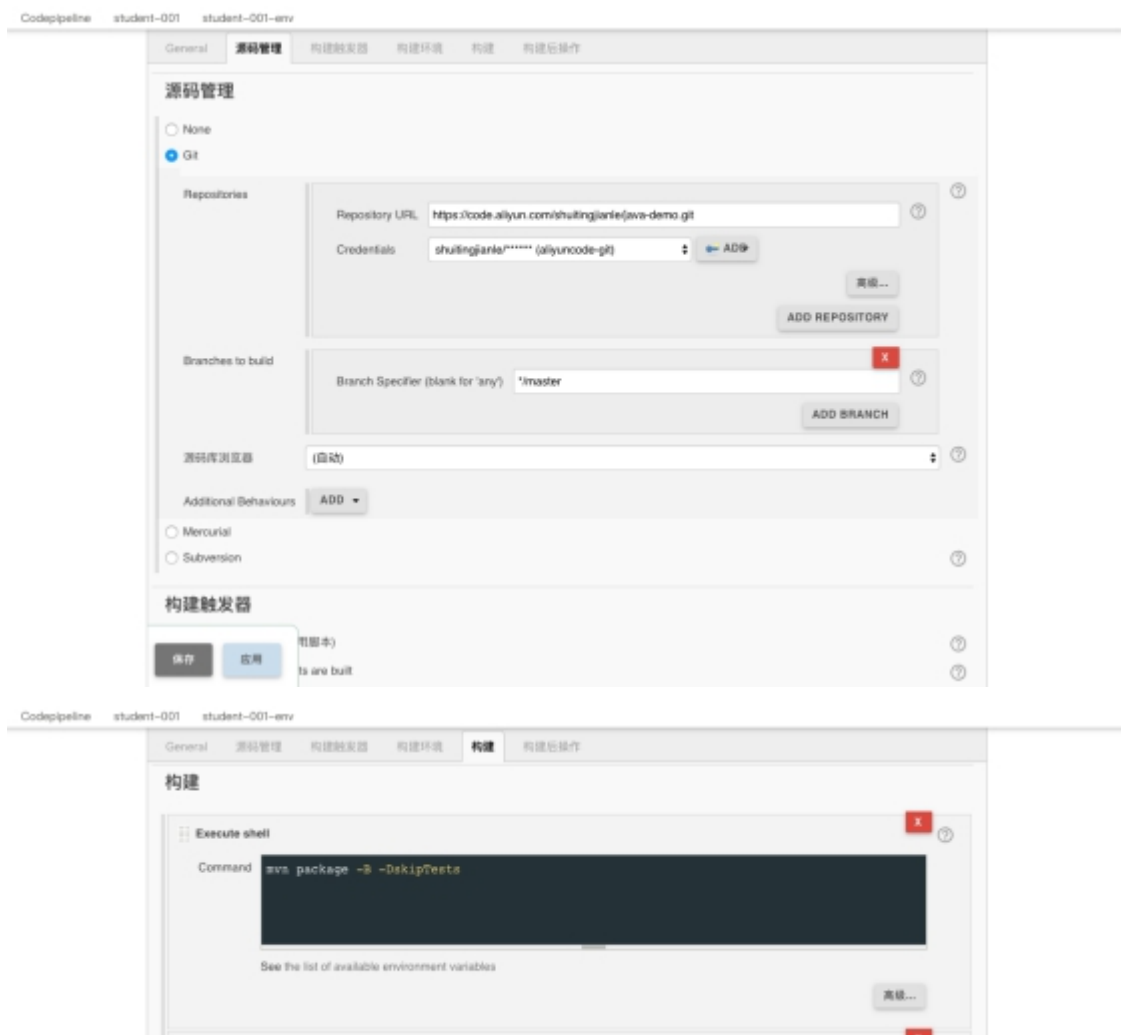 Codepipeline student-001 student-001-env
General 源码管理 构建触发器 构建环境 构建 构建后操作
源码管理
None
Git
Repositories
Repository URL https://code.aliyun.com/shuitingjianle/java-demo.git
Credentials shuitingjianle/****** (aliyuncode-git) ADD
高级...
ADD REPOSITORY
Branches to build X
Branch Specifier (blank for 'any') */master
ADD BRANCH
源码库浏览器 (自动)
Additional Behaviours ADD
Mercurial
Subversion
构建触发器
用脚本)
保存 应用
ts are built
Codepipeline student-001 student-001-env
General 源码管理 构建触发器 构建环境 构建 构建后操作
构建
X
Execute shell
Command mvn package -B -DskipTests
See the list of available environment variables
高级...